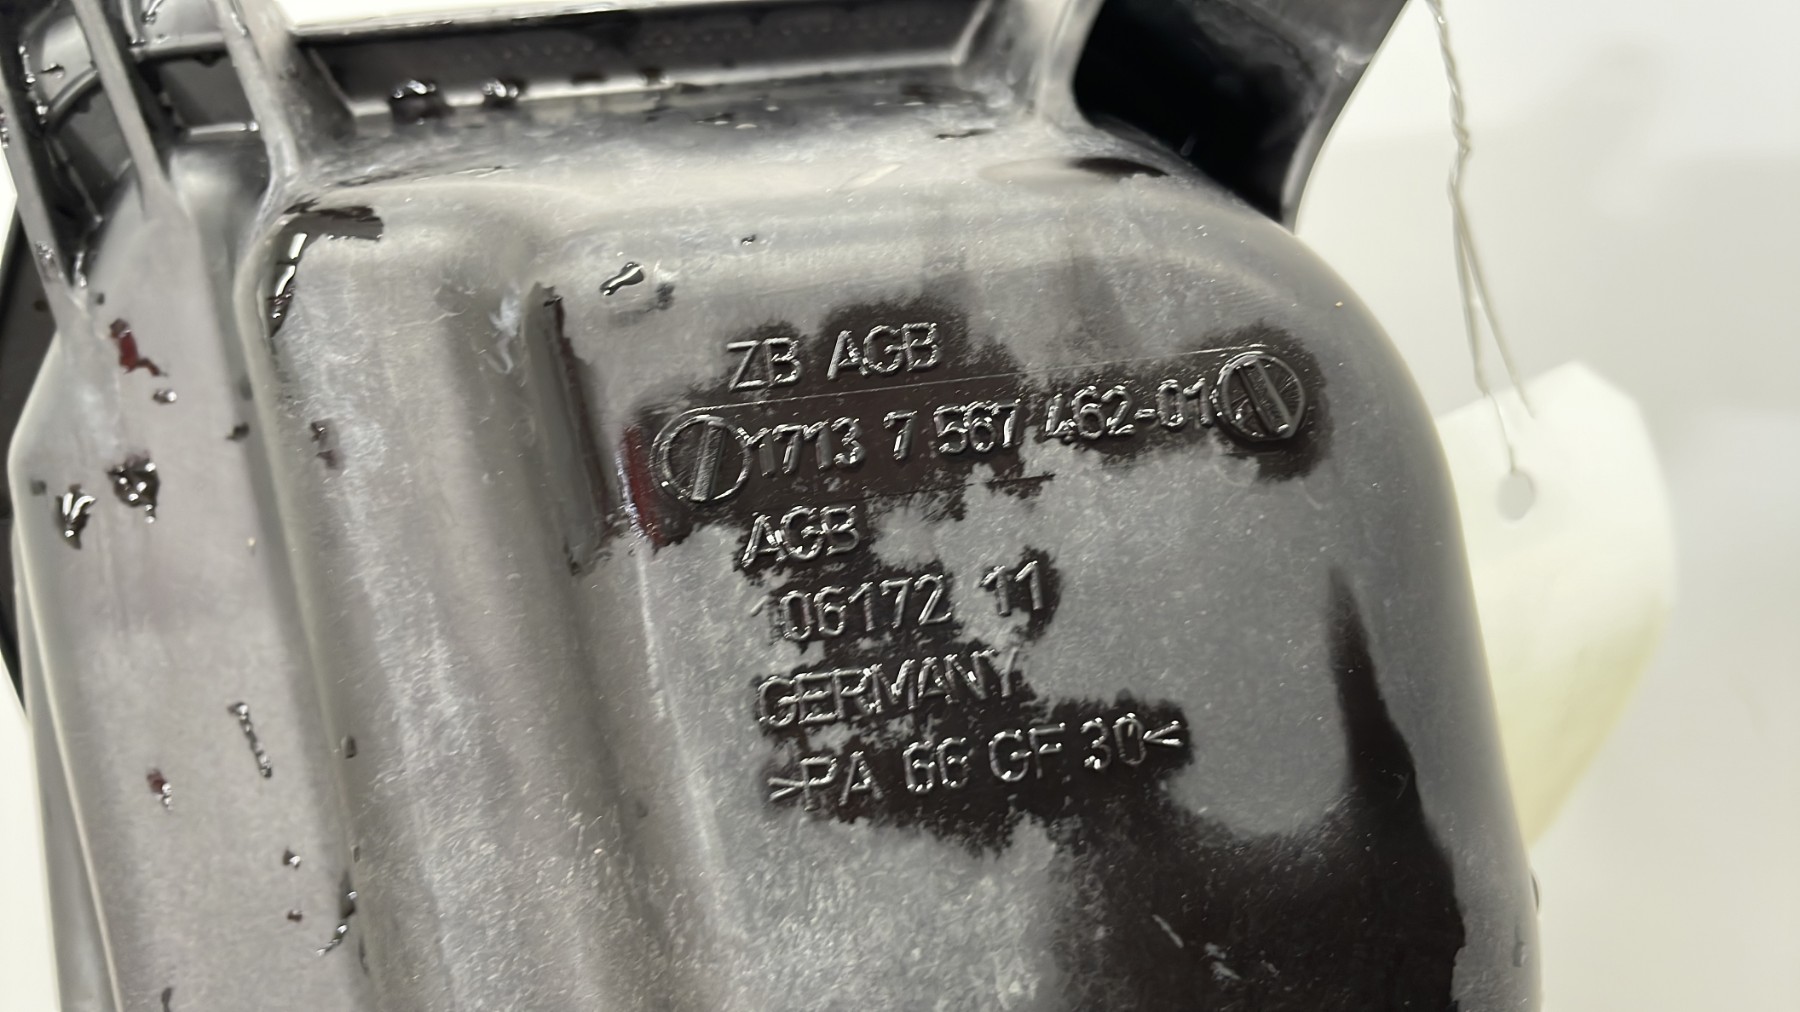 ZB AGB
1713 7 567 462-01
AGB
106172 11
GERMANY
>PA 66 GF 30<